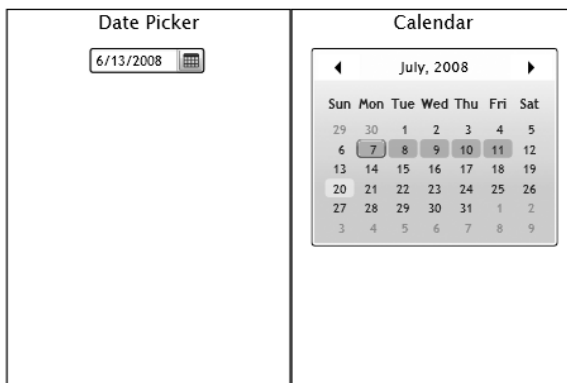 Date Picker
6/13/2008
Calendar
July, 2008
Sun Mon Tue Wed Thu Fri Sat
29 30 1 2 3 4 5
6 7 8 9 10 11 12
13 14 15 16 17 18 19
20 21 22 23 24 25 26
27 28 29 30 31 1 2
3 4 5 6 7 8 9